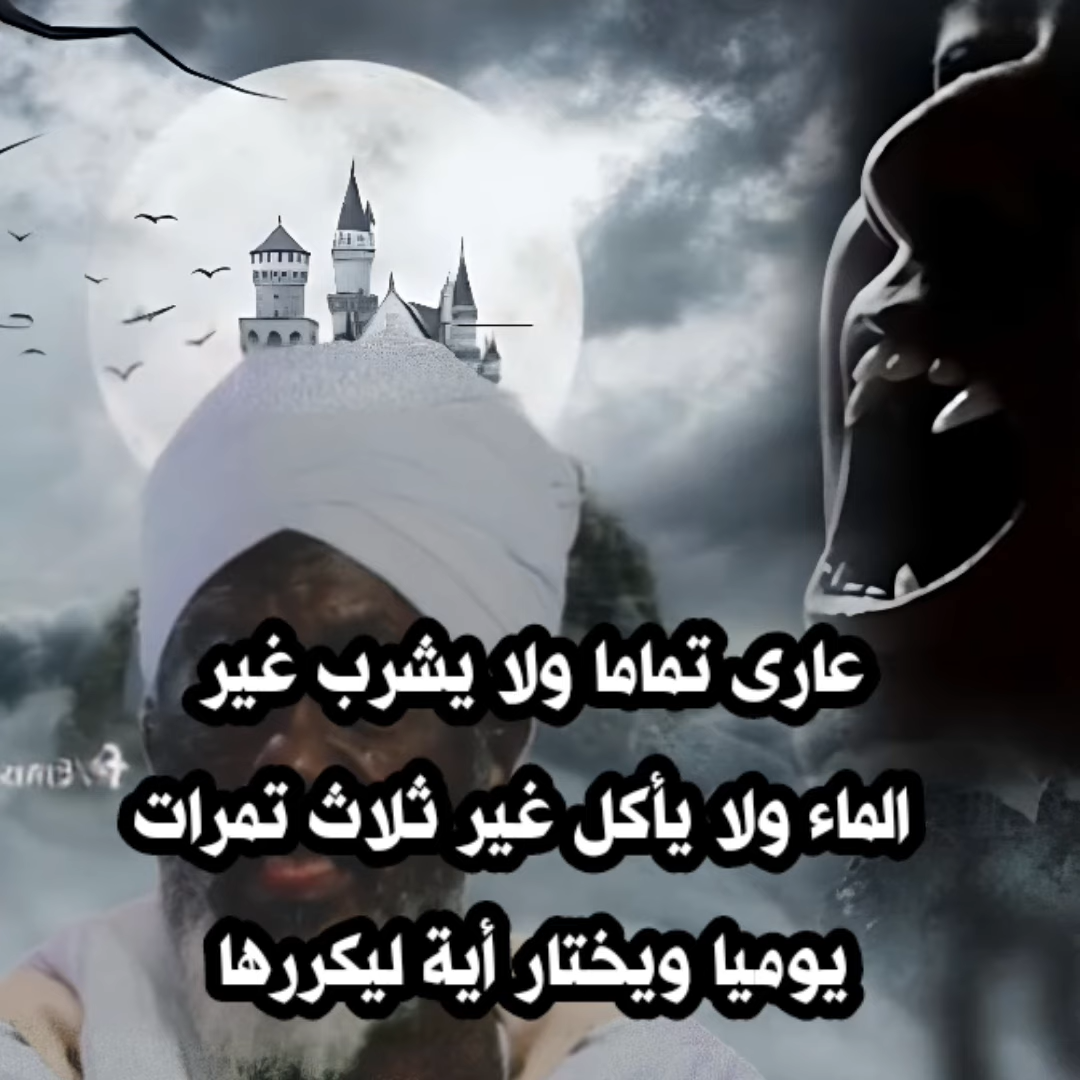 عارى تماما ولا يشرب غير
الماء ولا يأكل غير ثلاث تمرات
يوميا ويختار أية ليكررها